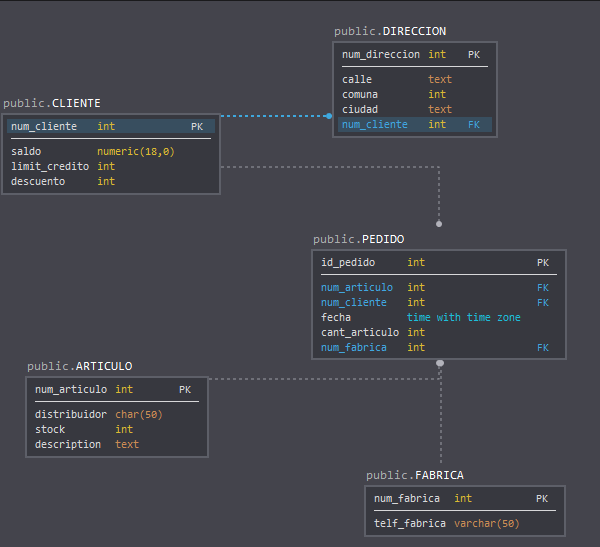 public.DIRECCION
num_direccion int PK
calle text
comuna int
ciudad text
num_cliente int FK
public.CLIENTE
num_cliente int PK
saldo numeric(18,0)
limit_credito int
descuento int
public.PEDIDO
id_pedido int PK
num_articulo int FK
num_cliente int FK
fecha time with time zone
cant_articulo int
num_fabrica int FK
public.ARTICULO
num_articulo int PK
distribuidor char(50)
stock int
description text
public.FABRICA
num_fabrica int PK
telf_fabrica varchar(50)